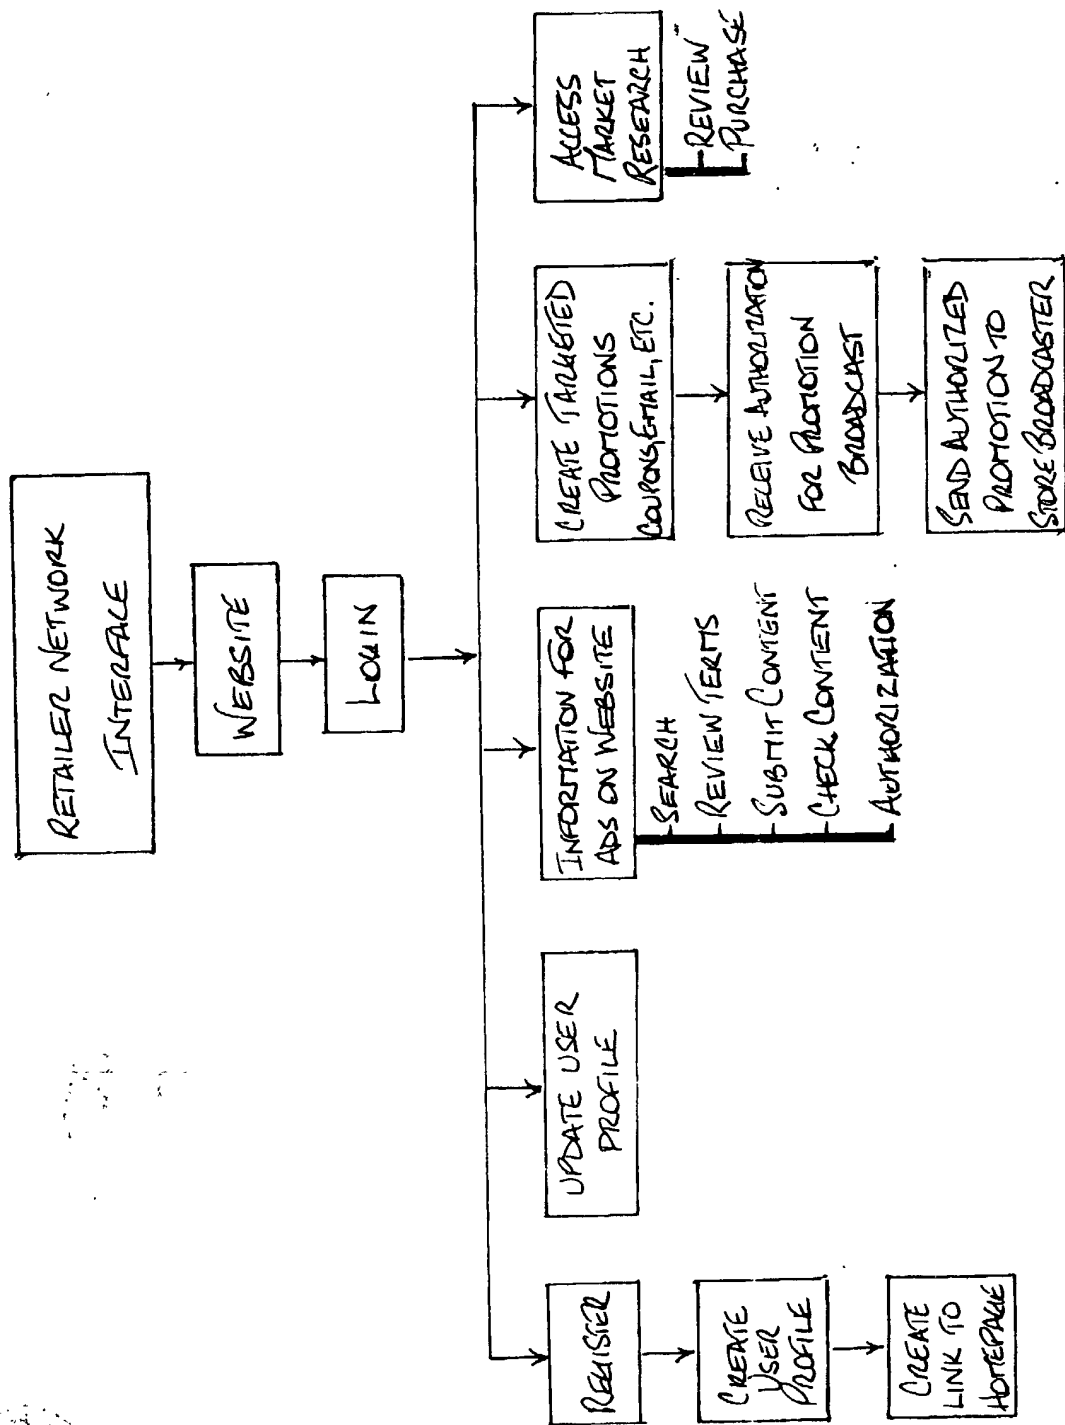 RETAILER NETWORK
INTERFACE
WEBSITE
LOGIN
REGISTER
CREATE
USER
PROFILE
CREATE
LINK TO
HOMEPAGE
UPDATE USER
PROFILE
INFORMATION FOR
ADS ON WEBSITE
SEARCH
REVIEW TERMS
SUBMIT CONTENT
CHECK CONTENT
AUTHORIZATION
CREATE TARGETED
PROMOTIONS
COUPONS, EMAIL, ETC.
RECEIVE AUTHORIZATION
FOR PROMOTION
BROADCAST
SEND AUTHORIZED
PROMOTION TO
STORE BROADCASTER
ACCESS
MARKET
RESEARCH
REVIEW
PURCHASE